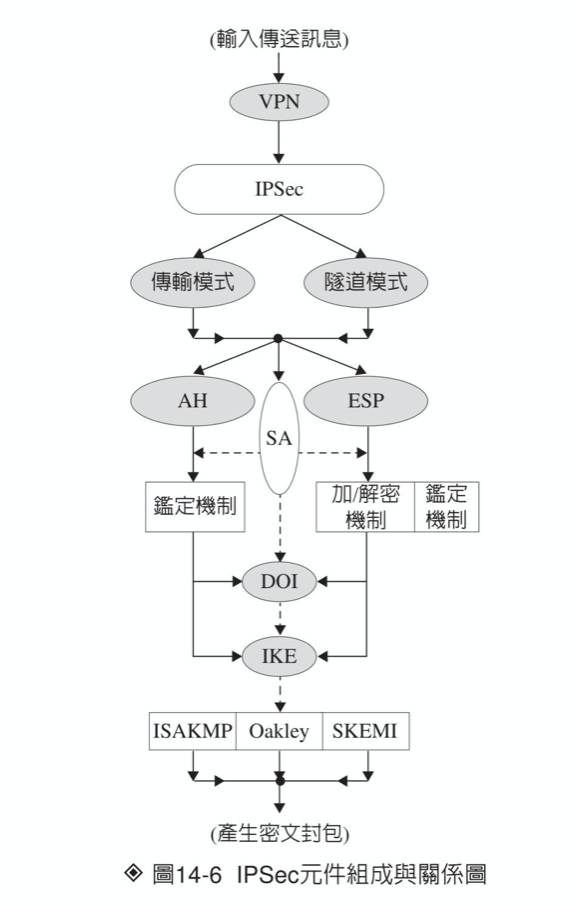 (輸入傳送訊息)
VPN
IPSec
傳輸模式
隧道模式
AH
SA
ESP
鑑定機制
加/解密
機制
鑑定
機制
DOI
IKE
ISAKMP
Oakley
SKEMI
(產生密文封包)
◈ 圖14-6 IPSec元件組成與關係圖